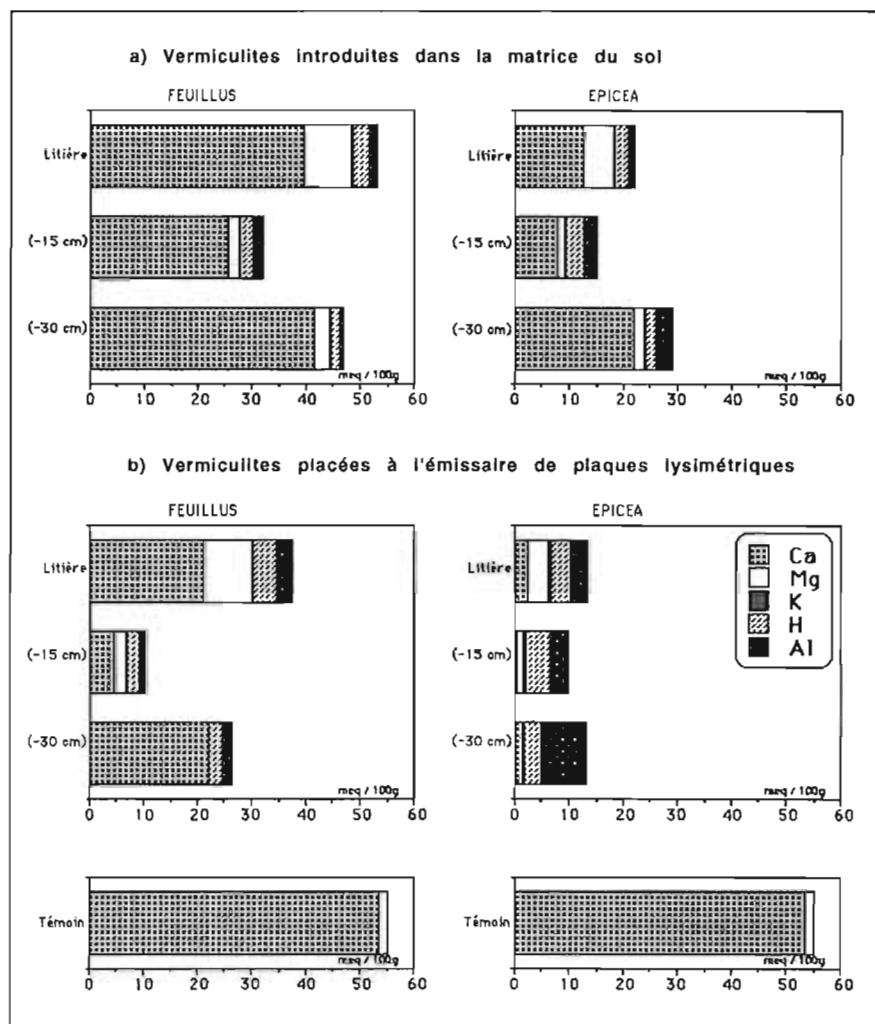 a) Vermiculites introduites dans la matrice du sol
FEUILLUS
Litière
(-15 cm)
(-30 cm)
meq / 100g
0 10 20 30 40 50 60
EPICEA
Litière
(-15 cm)
(-30 cm)
meq / 100g
0 10 20 30 40 50 60
b) Vermiculites placées à l'émissaire de plaques lysimétriques
FEUILLUS
Litière
(-15 cm)
(-30 cm)
meq / 100g
0 10 20 30 40 50 60
EPICEA
Litière
(-15 cm)
(-30 cm)
meq / 100g
0 10 20 30 40 50 60
Ca
Mg
K
H
Al
Témoin
meq / 100g
0 10 20 30 40 50 60
Témoin
meq / 100g
0 10 20 30 40 50 60